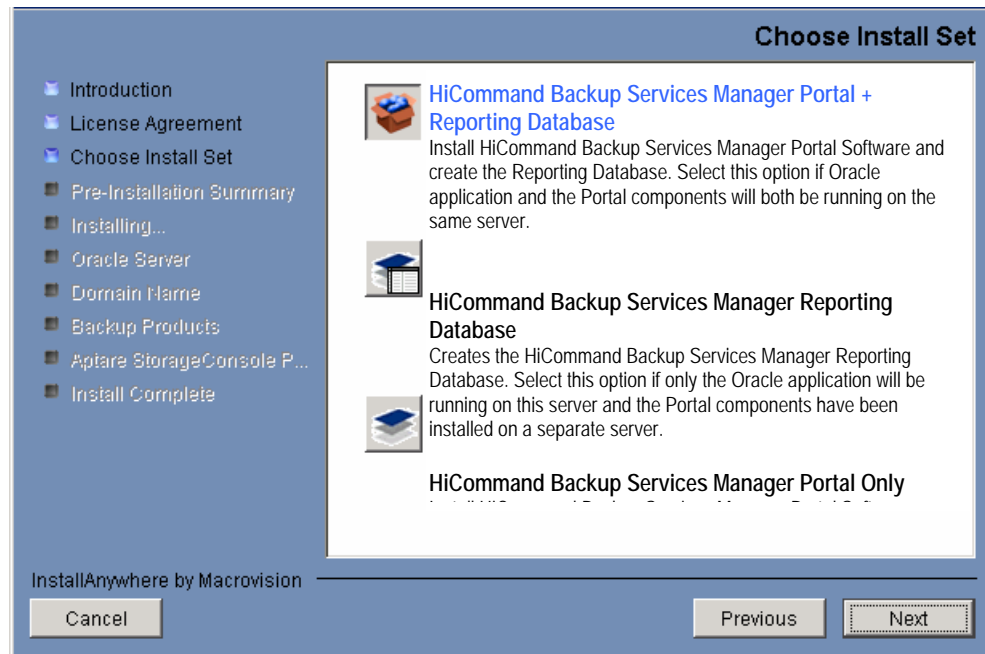 Choose Install Set
Introduction
License Agreement
Choose Install Set
Pre-Installation Summary
Installing...
Oracle Server
Domain Name
Backup Products
Aptare StorageConsole P...
Install Complete
HiCommand Backup Services Manager Portal +
Reporting Database
Install HiCommand Backup Services Manager Portal Software and
create the Reporting Database. Select this option if Oracle
application and the Portal components will both be running on the
same server.
HiCommand Backup Services Manager Reporting
Database
Creates the HiCommand Backup Services Manager Reporting
Database. Select this option if only the Oracle application will be
running on this server and the Portal components have been
installed on a separate server.
HiCommand Backup Services Manager Portal Only
InstallAnywhere by Macrovision
Cancel
Previous
Next